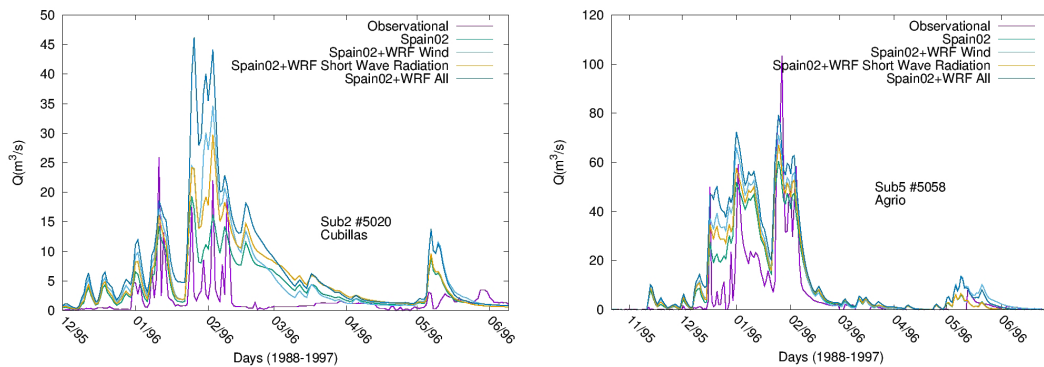 50
45
40
35
30
25
20
15
10
5
0
Q(m³/s)
Observational
Spain02
Spain02+WRF Wind
Spain02+WRF Short Wave Radiation
Spain02+WRF All
Sub2 #5020
Cubillas
12/95 01/96 02/96 03/96 04/96 05/96 06/96
Days (1988-1997)
120
100
80
60
40
20
0
Q(m³/s)
Observational
Spain02
Spain02+WRF Wind
Spain02+WRF Short Wave Radiation
Spain02+WRF All
Sub5 #5058
Agrio
11/95 12/95 01/96 02/96 03/96 04/96 05/96 06/96
Days (1988-1997)